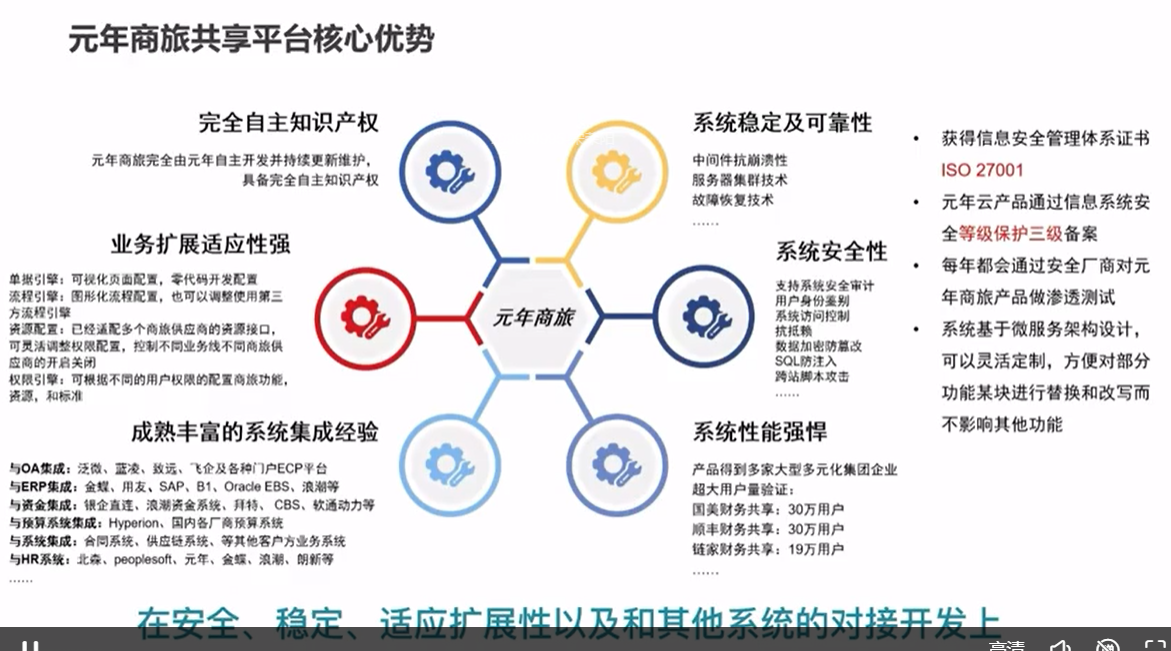 元年商旅共享平台核心优势
完全自主知识产权
元年商旅完全由元年自主开发并持续更新维护，
具备完全自主知识产权
业务扩展适应性强
单据引擎：可视化页面配置，零代码开发配置
流程引擎：图形化流程配置，也可以调整使用第三
方流程引擎
资源配置：已经适配多个商旅供应商的资源接口，
可灵活调整权限配置，控制不同业务线不同商旅供
应商的开启关闭
权限引擎：可根据不同的用户权限的配置商旅功能，
资源，和标准
成熟丰富的系统集成经验
与OA集成：泛微、蓝凌、致远、飞企及各种门户ECP平台
与ERP集成：金蝶、用友、SAP、B1、Oracle EBS、浪潮等
与资金集成：银企直连、浪潮资金系统、拜特、 CBS、软通动力等
与预算系统集成：Hyperion、国内各厂商预算系统
与系统集成：合同系统、供应链系统、等其他客户方业务系统
与HR系统：北森、peoplesoft、元年、金蝶、浪潮、朗新等
……
元年商旅
系统稳定及可靠性
中间件抗崩溃性
服务器集群技术
故障恢复技术
……
系统安全性
支持系统安全审计
用户身份鉴别
系统访问控制
抗抵赖
数据加密防篡改
SQL防注入
跨站脚本攻击
……
系统性能强悍
产品得到多家大型多元化集团企业
超大用户量验证：
国美财务共享：30万用户
顺丰财务共享：30万用户
链家财务共享：19万用户
……
• 获得信息安全管理体系证书
ISO 27001
• 元年云产品通过信息系统安
全等级保护三级备案
• 每年都会通过安全厂商对元
年商旅产品做渗透测试
• 系统基于微服务架构设计，
可以灵活定制，方便对部分
功能某块进行替换和改写而
不影响其他功能
在安全、稳定、适应扩展性以及和其他系统的对接开发上
高清